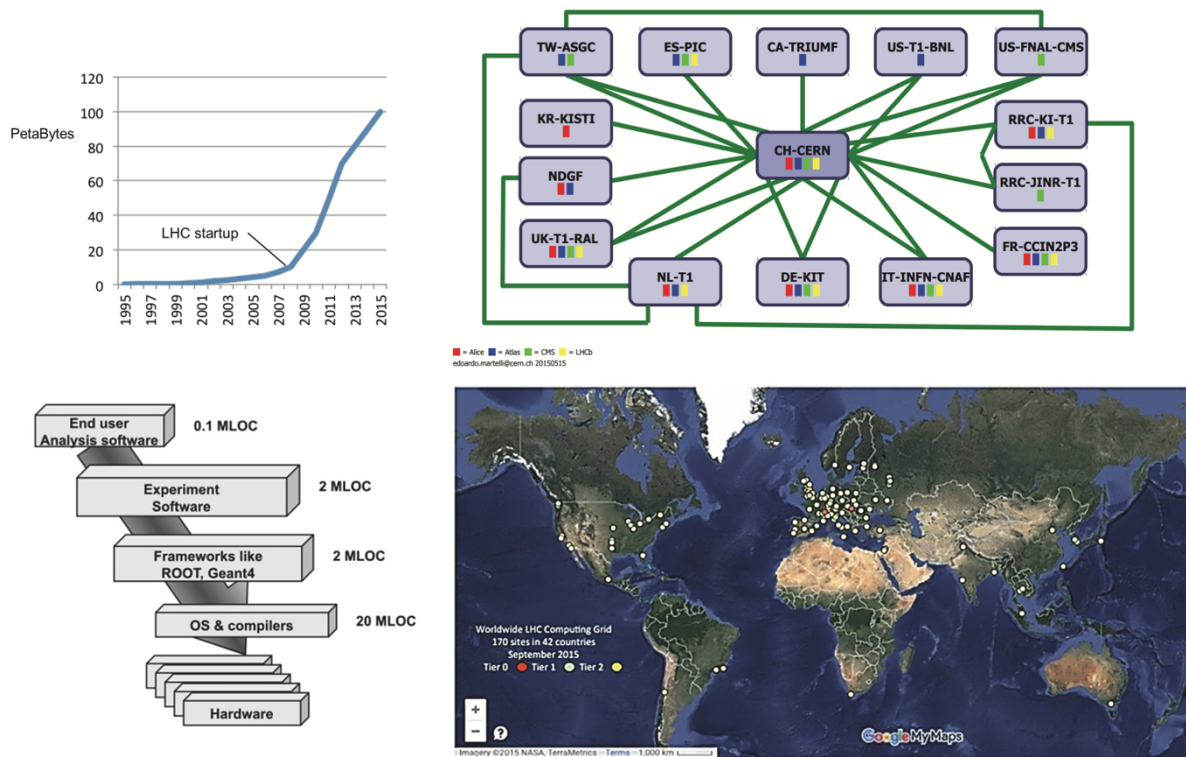 120
100
80
60
40
20
0
PetaBytes
LHC startup
1995
1997
1999
2001
2003
2005
2006
2008
2010
2012
2013
2015
TW-ASGC
ES-PIC
CA-TRIUMF
US-T1-BNL
US-FNAL-CMS
KR-KISTI
RRC-KI-T1
CH-CERN
NDGF
RRC-JINR-T1
UK-T1-RAL
FR-CCIN2P3
NL-T1
DE-KIT
IT-INFN-CNAF
= Alice = Atlas = CMS = LHCb
edoardo.martelli@cern.ch 20150515
End user
Analysis software
0.1 MLOC
Experiment
Software
2 MLOC
Frameworks like
ROOT, Geant4
2 MLOC
OS & compilers
20 MLOC
Hardware
Worldwide LHC Computing Grid
170 sites in 42 countries
September 2015
Tier 0 Tier 1 Tier 2
+
−
?
Google MyMaps
Imagery ©2015 NASA, TerraMetrics Terms 1,000 km